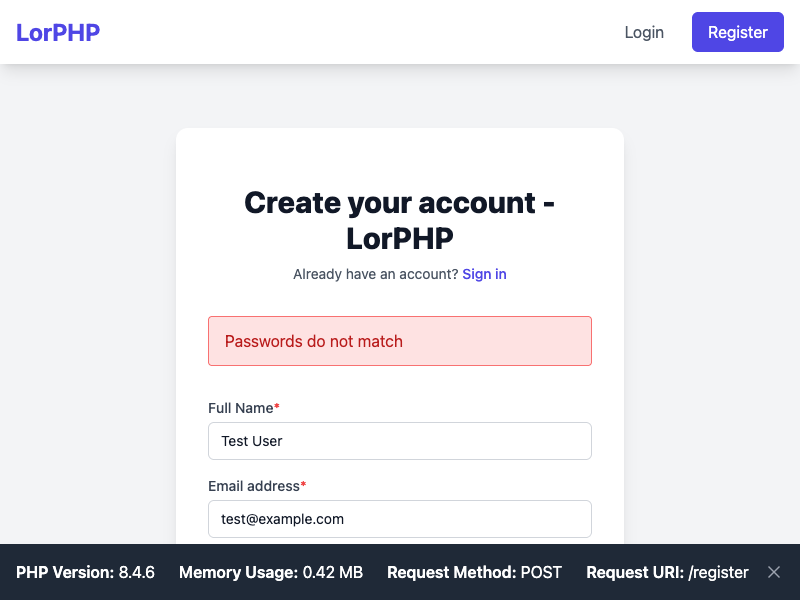 LorPHP
Login
Register
Create your account -
LorPHP
Already have an account? Sign in
Passwords do not match
Full Name*
Test User
Email address*
test@example.com
PHP Version: 8.4.6 Memory Usage: 0.42 MB Request Method: POST Request URI: /register